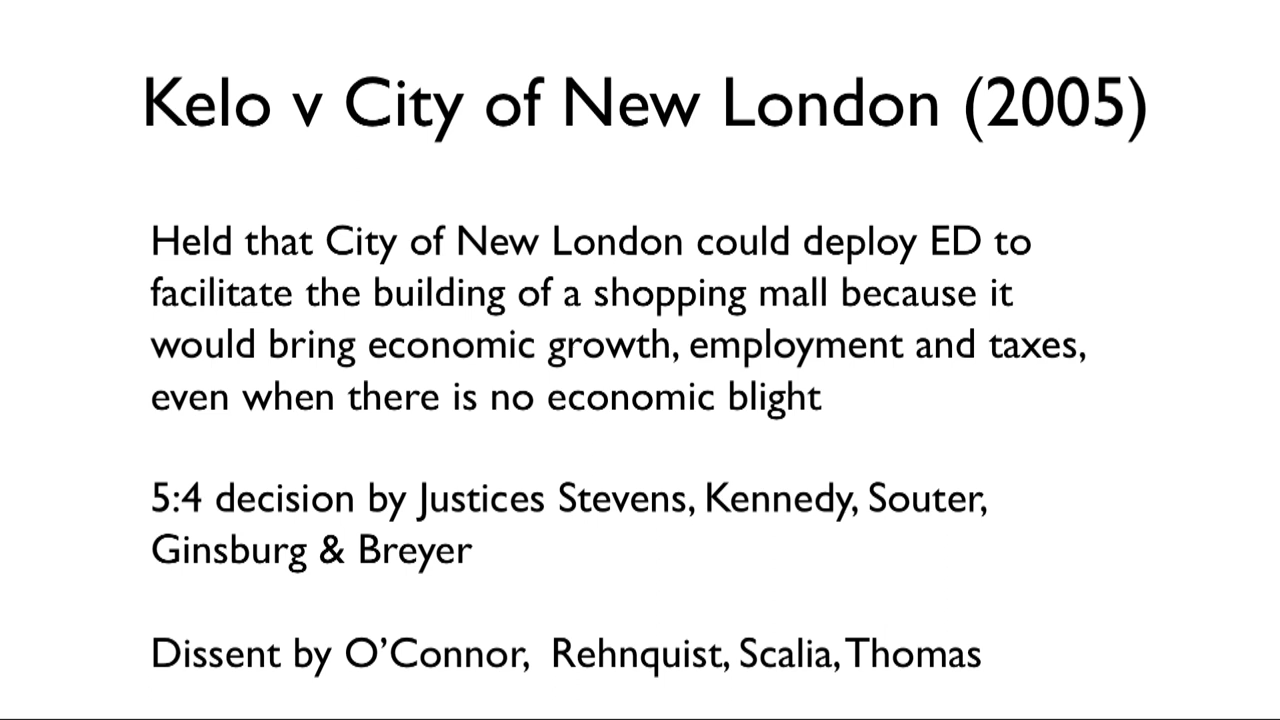 Kelo v City of New London (2005)
Held that City of New London could deploy ED to
facilitate the building of a shopping mall because it
would bring economic growth, employment and taxes,
even when there is no economic blight
5:4 decision by Justices Stevens, Kennedy, Souter,
Ginsburg & Breyer
Dissent by O’Connor,  Rehnquist, Scalia, Thomas